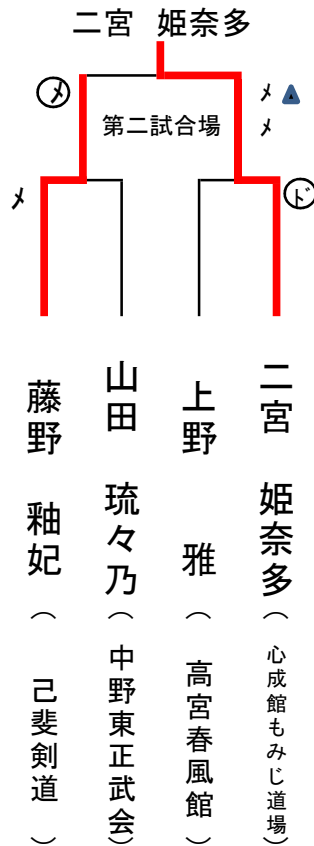 二宮 姫奈多
㋱
メ ▲
第二試合場
メ
メ
㋣゙
藤野 釉妃（己斐剣道）
山田 琉々乃（中野東正武会）
上野 雅（高宮春風館）
二宮 姫奈多（心成館もみじ道場）